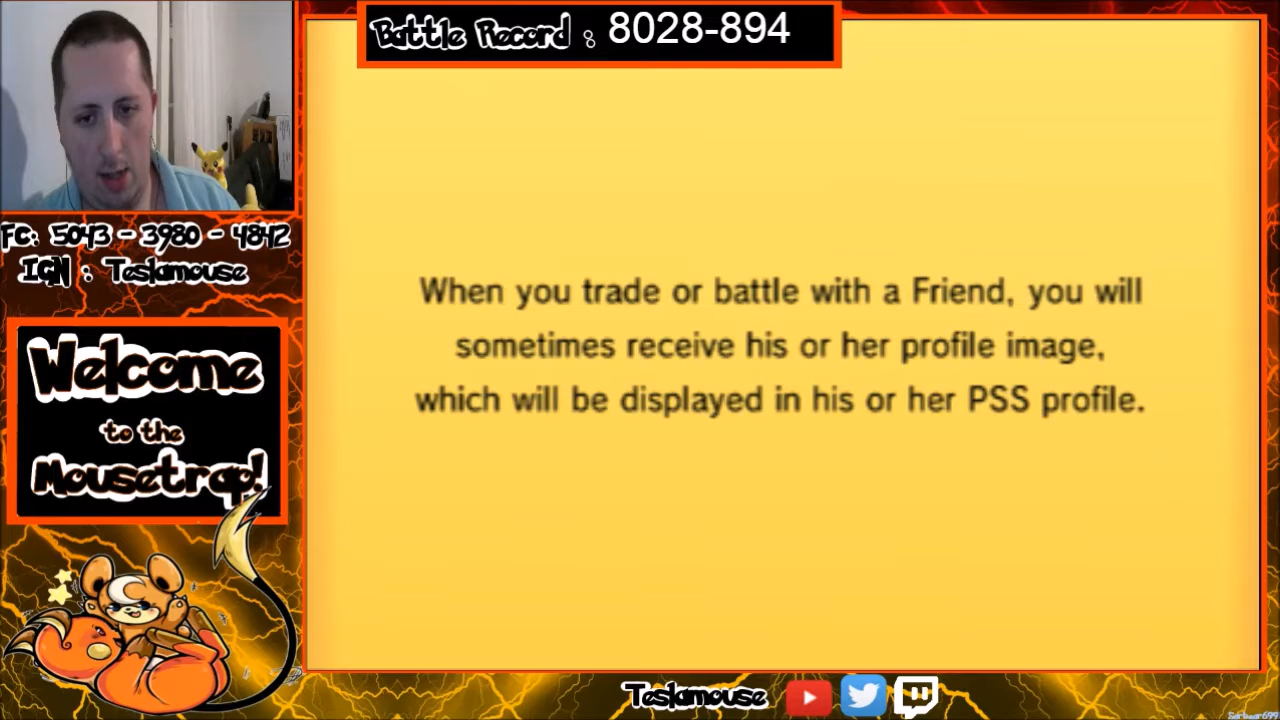 Battle Record : 8028-894
FC: 5043 - 3980 - 4842
IGN : Teslamouse
Welcome
to the
Mousetrap!
When you trade or battle with a Friend, you will
sometimes receive his or her profile image,
which will be displayed in his or her PSS profile.
Teslamouse